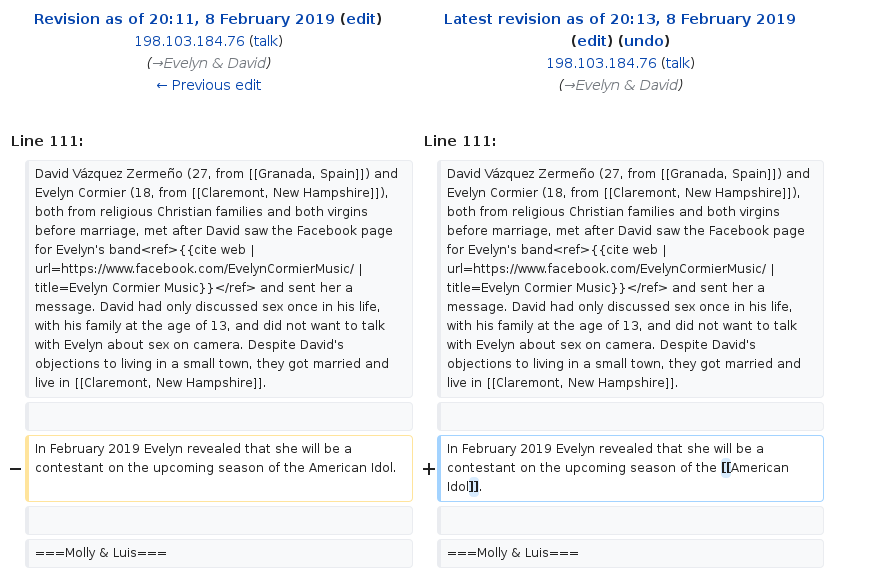 Revision as of 20:11, 8 February 2019 (edit)
198.103.184.76 (talk)
(→Evelyn & David)
← Previous edit
Latest revision as of 20:13, 8 February 2019
(edit) (undo)
198.103.184.76 (talk)
(→Evelyn & David)
Line 111:
Line 111:
David Vázquez Zermeño (27, from [[Granada, Spain]]) and
Evelyn Cormier (18, from [[Claremont, New Hampshire]]),
both from religious Christian families and both virgins
before marriage, met after David saw the Facebook page
for Evelyn's band<ref>{{cite web |
url=https://www.facebook.com/EvelynCormierMusic/ |
title=Evelyn Cormier Music}}</ref> and sent her a
message. David had only discussed sex once in his life,
with his family at the age of 13, and did not want to talk
with Evelyn about sex on camera. Despite David's
objections to living in a small town, they got married and
live in [[Claremont, New Hampshire]].
David Vázquez Zermeño (27, from [[Granada, Spain]]) and
Evelyn Cormier (18, from [[Claremont, New Hampshire]]),
both from religious Christian families and both virgins
before marriage, met after David saw the Facebook page
for Evelyn's band<ref>{{cite web |
url=https://www.facebook.com/EvelynCormierMusic/ |
title=Evelyn Cormier Music}}</ref> and sent her a
message. David had only discussed sex once in his life,
with his family at the age of 13, and did not want to talk
with Evelyn about sex on camera. Despite David's
objections to living in a small town, they got married and
live in [[Claremont, New Hampshire]].
− In February 2019 Evelyn revealed that she will be a
contestant on the upcoming season of the American Idol.
+ In February 2019 Evelyn revealed that she will be a
contestant on the upcoming season of the [[American
Idol]].
===Molly & Luis===
===Molly & Luis===